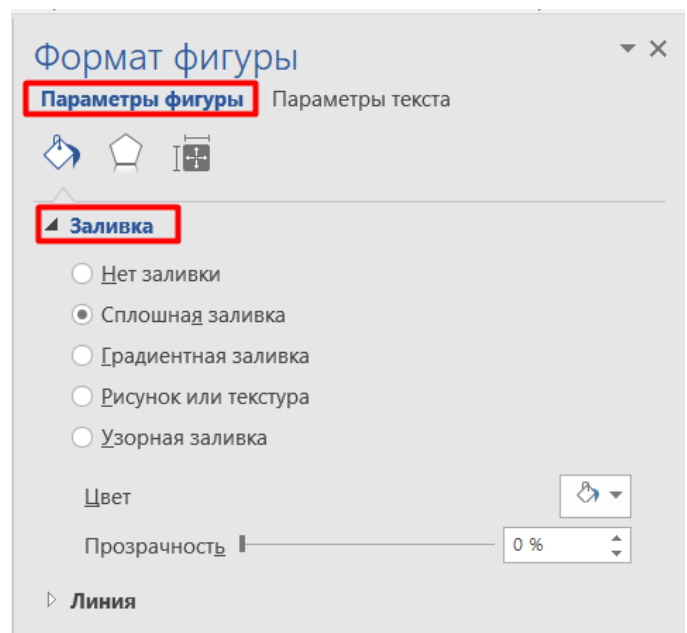 Формат фигуры
Параметры фигуры Параметры текста
Заливка
Нет заливки
Сплошная заливка
Градиентная заливка
Рисунок или текстура
Узорная заливка
Цвет
Прозрачность 0 %
Линия